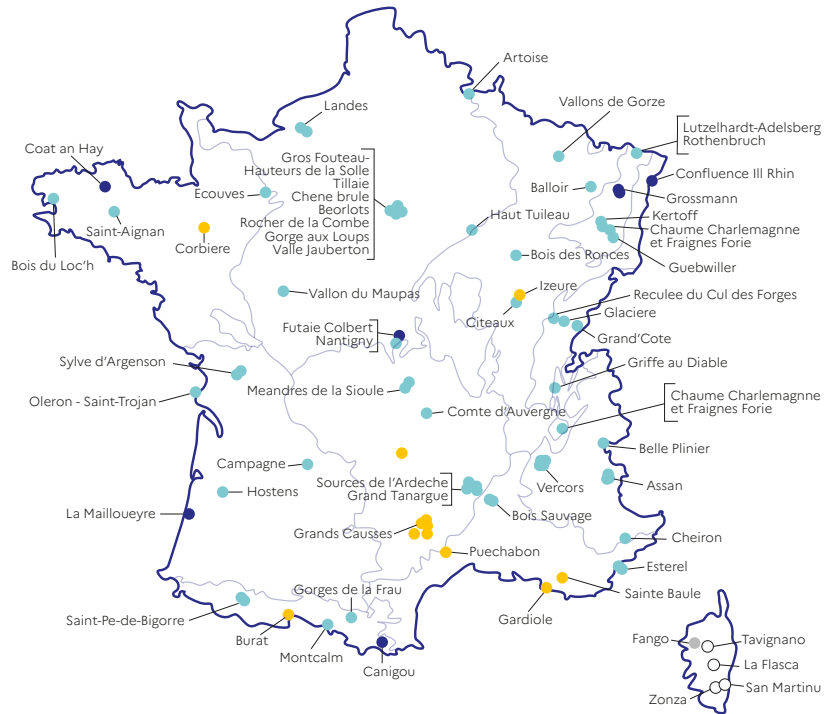 Artoise
Landes
Vallons de Gorze
Lutzelhardt-Adelsberg
Rothenbruch
Coat an Hay
Gros Fouteau-
Hauteurs de la Solle
Tillaie
Chene brule
Beorlots
Rocher de la Combe
Gorge aux Loups
Valle Jauberton
Confluence Ill Rhin
Ecouves
Balloir
Grossmann
Kertoff
Haut Tuileau
Chaume Charlemagnne
et Fraignes Forie
Saint-Aignan
Corbiere
Bois du Loc'h
Bois des Ronces
Guebwiller
Izeure
Vallon du Maupas
Reculee du Cul des Forges
Citeaux
Glaciere
Futaie Colbert
Nantigny
Grand'Cote
Sylve d'Argenson
Griffe au Diable
Meandres de la Sioule
Oleron - Saint-Trojan
Chaume Charlemagnne
et Fraignes Forie
Comte d'Auvergne
Belle Plinier
Campagne
Sources de l'Ardeche
Grand Tanargue
Vercors
Assan
Hostens
La Mailloueyre
Bois Sauvage
Grands Causses
Cheiron
Puechabon
Esterel
Gorges de la Frau
Sainte Baule
Saint-Pe-de-Bigorre
Gardiole
Burat
Montcalm
Canigou
Fango
Tavignano
La Flasca
San Martinu
Zonza